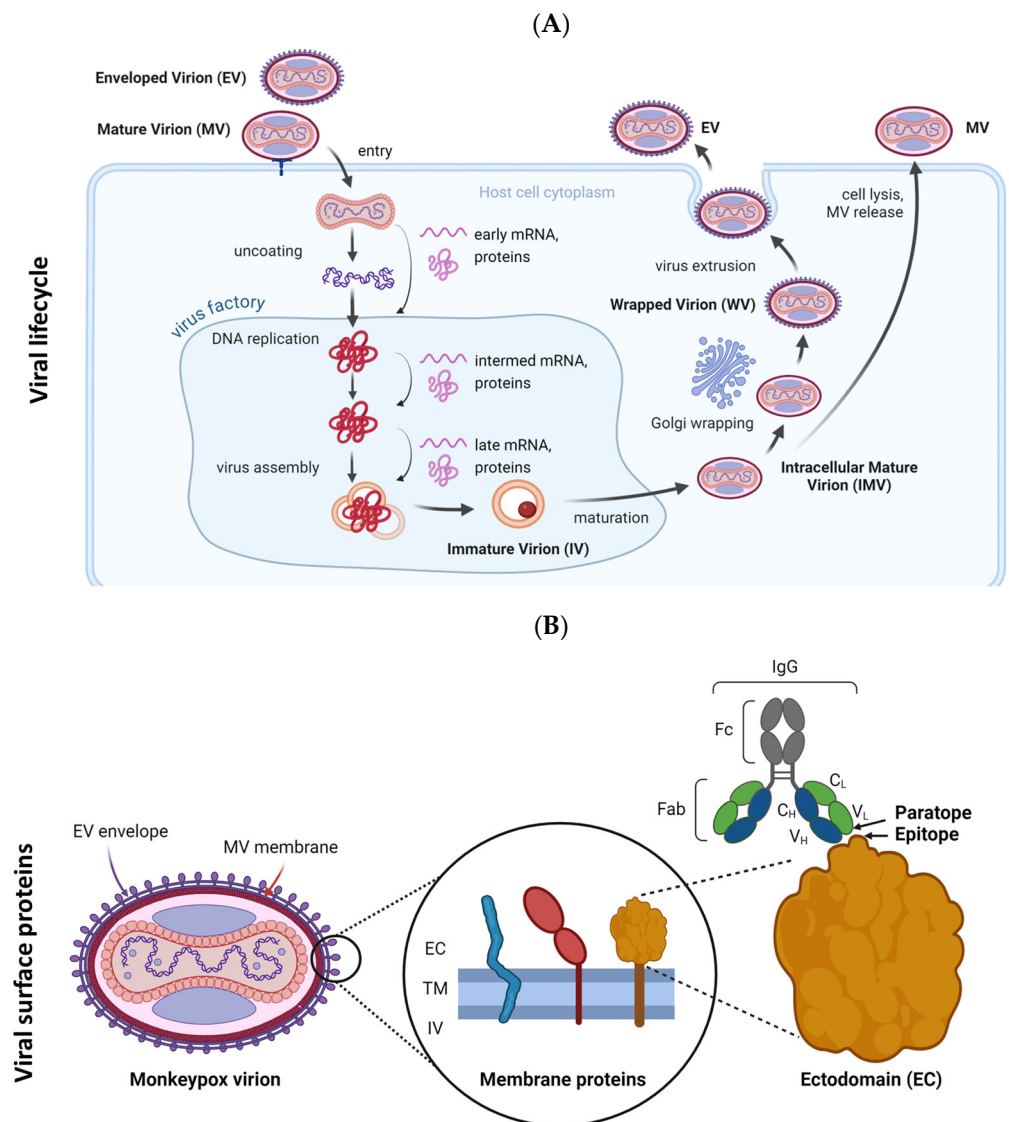 (A)
Viral lifecycle
Enveloped Virion (EV)
Mature Virion (MV)
entry
Host cell cytoplasm
EV
MV
cell lysis,
MV release
early mRNA,
proteins
uncoating
virus extrusion
Wrapped Virion (WV)
virus factory
DNA replication
intermed mRNA,
proteins
Golgi wrapping
late mRNA,
proteins
virus assembly
Intracellular Mature
Virion (IMV)
maturation
Immature Virion (IV)
(B)
Viral surface proteins
IgG
Fc
Fab
CL
CH
VL
VH
Paratope
Epitope
EV envelope
MV membrane
EC
TM
IV
Monkeypox virion
Membrane proteins
Ectodomain (EC)